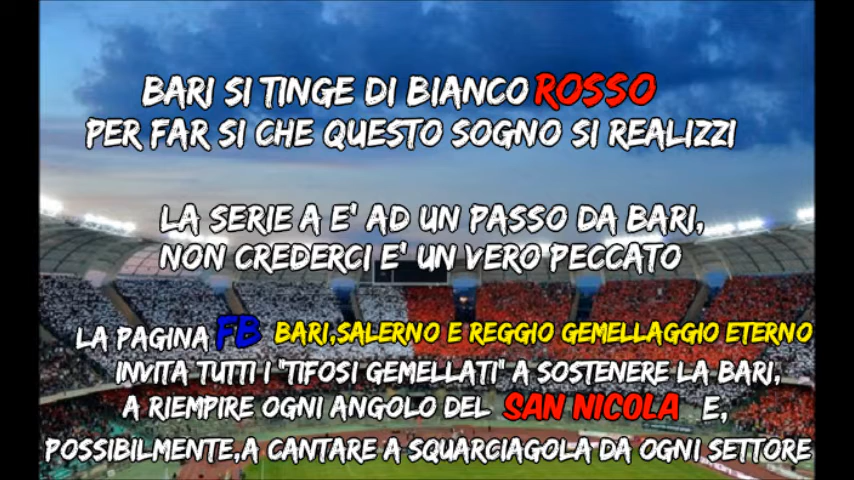 BARI SI TINGE DI BIANCO ROSSO
PER FAR SI CHE QUESTO SOGNO SI REALIZZI
LA SERIE A E' AD UN PASSO DA BARI,
NON CREDERCI E' UN VERO PECCATO
LA PAGINA FB BARI,SALERNO E REGGIO GEMELLAGGIO ETERNO
INVITA TUTTI I "TIFOSI GEMELLATI" A SOSTENERE LA BARI,
A RIEMPIRE OGNI ANGOLO DEL SAN NICOLA E,
POSSIBILMENTE,A CANTARE A SQUARCIAGOLA DA OGNI SETTORE